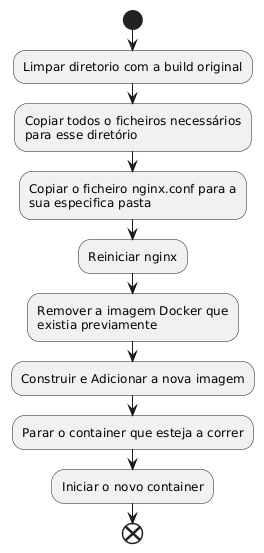 Limpar diretorio com a build original
Copiar todos o ficheiros necessários
para esse diretório
Copiar o ficheiro nginx.conf para a
sua especifica pasta
Reiniciar nginx
Remover a imagem Docker que
existia previamente
Construir e Adicionar a nova imagem
Parar o container que esteja a correr
Iniciar o novo container